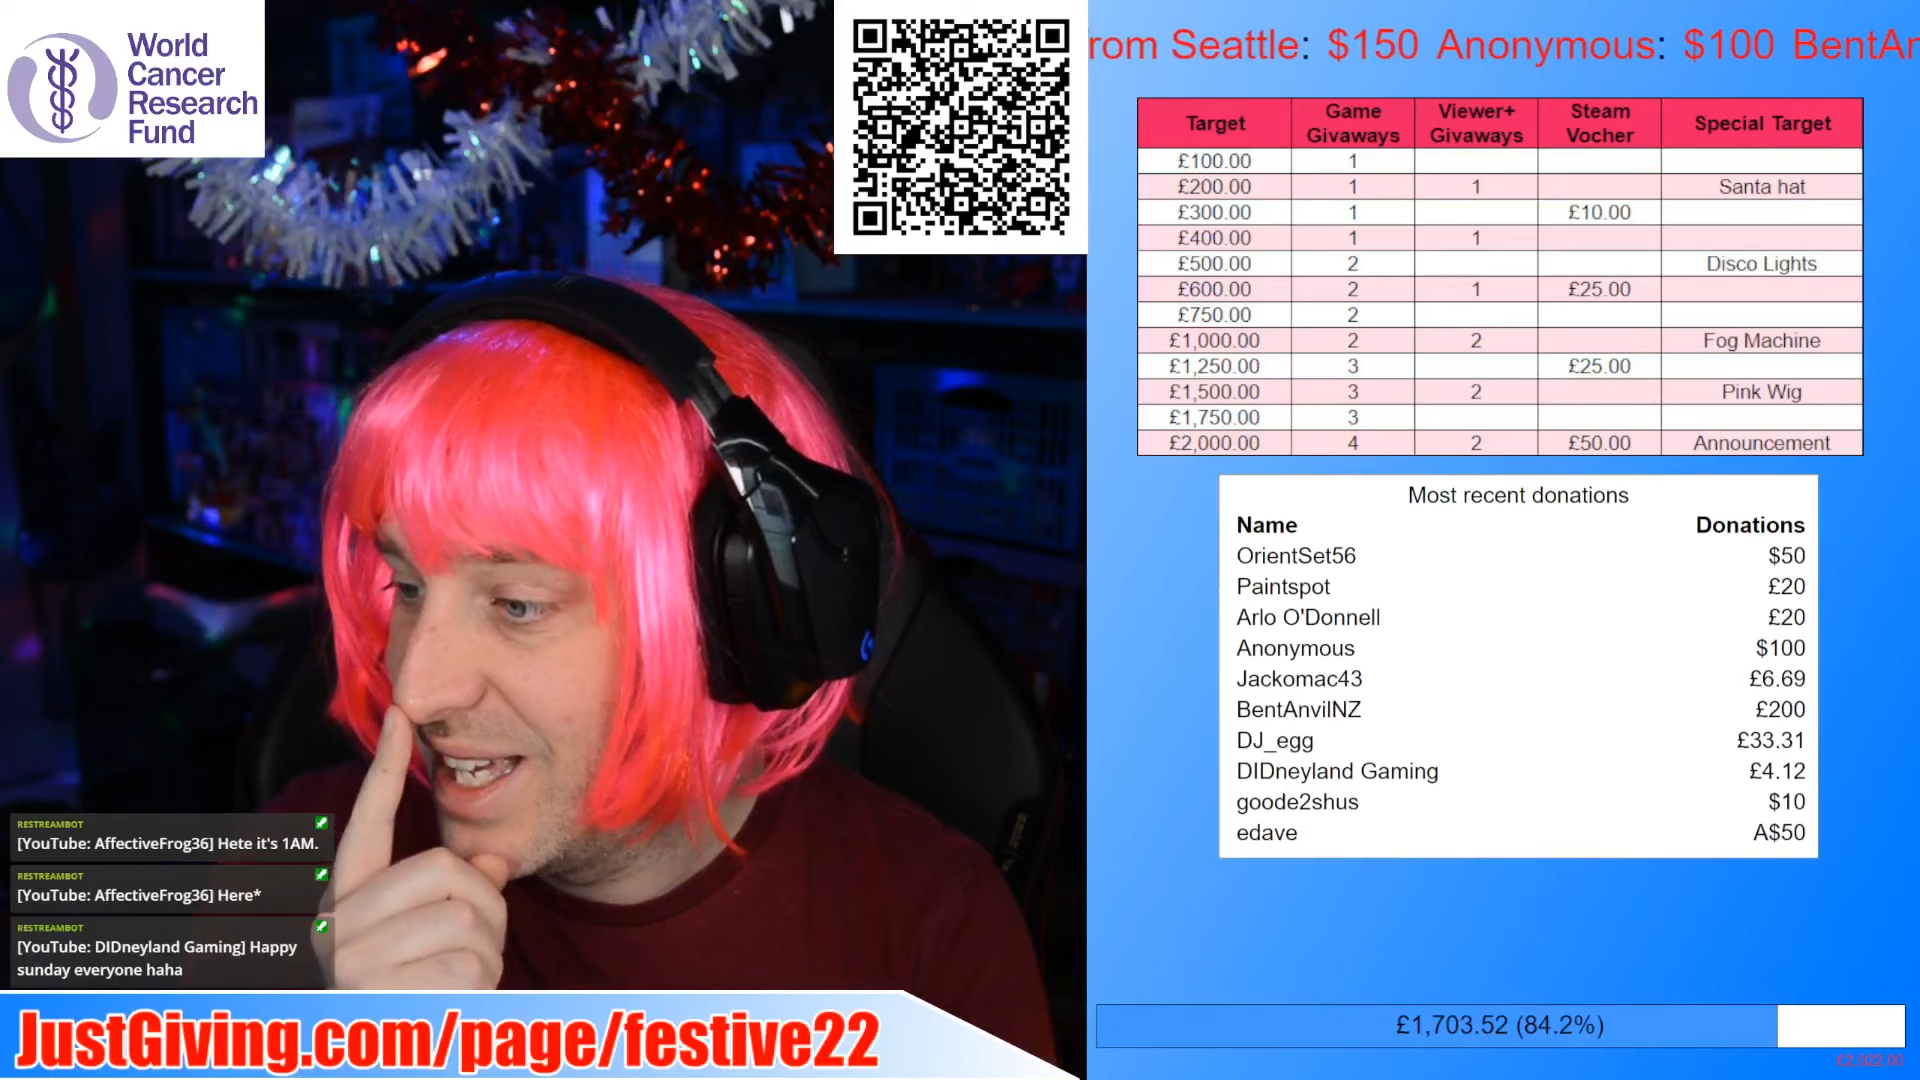 World
Cancer
Research
Fund
RESTREAMBOT
[YouTube: AffectiveFrog36] Hete it's 1AM.
RESTREAMBOT
[YouTube: AffectiveFrog36] Here*
RESTREAMBOT
[YouTube: DIDneyland Gaming] Happy
sunday everyone haha
JustGiving.com/page/festive22
rom Seattle: $150 Anonymous: $100 BentAn
Target Game Givaways Viewer+ Givaways Steam Vocher Special Target
£100.00 1
£200.00 1 1 Santa hat
£300.00 1 £10.00
£400.00 1 1
£500.00 2 Disco Lights
£600.00 2 1 £25.00
£750.00 2
£1,000.00 2 2 Fog Machine
£1,250.00 3 £25.00
£1,500.00 3 2 Pink Wig
£1,750.00 3
£2,000.00 4 2 £50.00 Announcement
Most recent donations
Name Donations
OrientSet56 $50
Paintspot £20
Arlo O'Donnell £20
Anonymous $100
Jackomac43 £6.69
BentAnvilNZ £200
DJ_egg £33.31
DIDneyland Gaming £4.12
goode2shus $10
edave A$50
£1,703.52 (84.2%)
£2,022.00